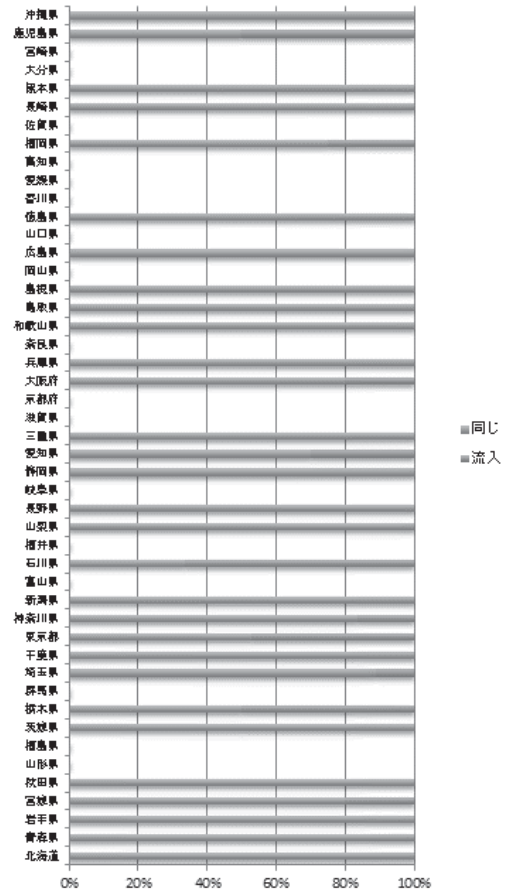 沖縄県
鹿児島県
宮崎県
大分県
熊本県
長崎県
佐賀県
福岡県
高知県
愛媛県
香川県
徳島県
山口県
広島県
岡山県
島根県
鳥取県
和歌山県
奈良県
兵庫県
大阪府
京都府
滋賀県
三重県
愛知県
静岡県
岐阜県
長野県
山梨県
福井県
石川県
富山県
新潟県
神奈川県
東京都
千葉県
埼玉県
群馬県
栃木県
茨城県
福島県
山形県
秋田県
宮城県
岩手県
青森県
北海道
0% 20% 40% 60% 80% 100%
同じ
流入